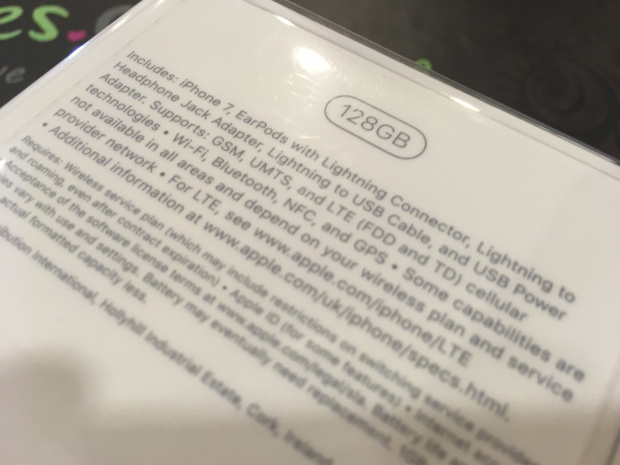 es.
ve
128GB
Includes: iPhone 7, EarPods with Lightning Connector, Lightning to
Headphone Jack Adapter, Lightning to USB Cable, and USB Power
Adapter. Supports: GSM, UMTS, and LTE (FDD and TD) cellular
technologies • Wi-Fi, Bluetooth, NFC, and GPS • Some capabilities are
not available in all areas and depend on your wireless plan and service
provider network • For LTE, see www.apple.com/iphone/LTE
• Additional information at www.apple.com/uk/iphone/specs.html.
Requires: Wireless service plan (which may include restrictions on switching service provider
and roaming, even after contract expiration) • Apple ID (for some features) • Internet
Acceptance of the software license terms at www.apple.com/legal/sla. Battery life
vary with use and settings. Battery may eventually need replacement.
actual formatted capacity less.
bution International, Hollyhill Industrial Estate, Cork, Ireland